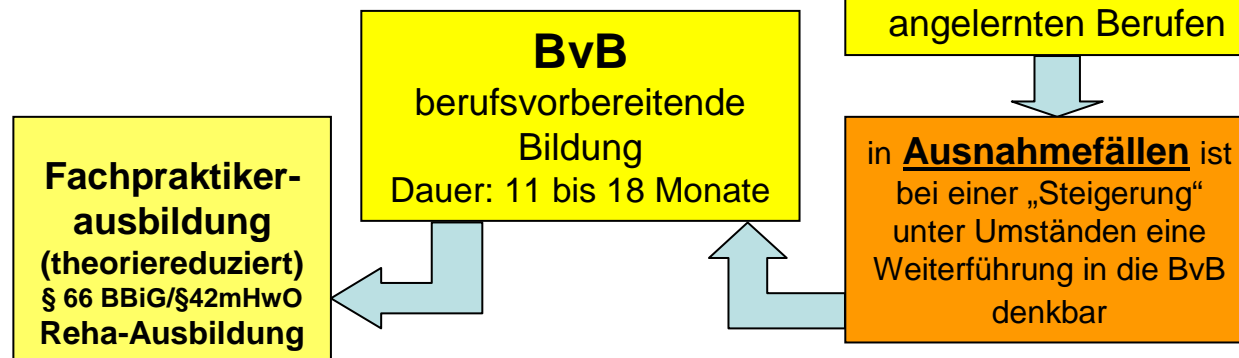 angelernten Berufen
BvB
berufsvorbereitende
Bildung
Dauer: 11 bis 18 Monate
Fachpraktiker-
ausbildung
(theoriereduziert)
§ 66 BBiG/§42mHwO
Reha-Ausbildung
in Ausnahmefällen ist
bei einer „Steigerung“
unter Umständen eine
Weiterführung in die BvB
denkbar